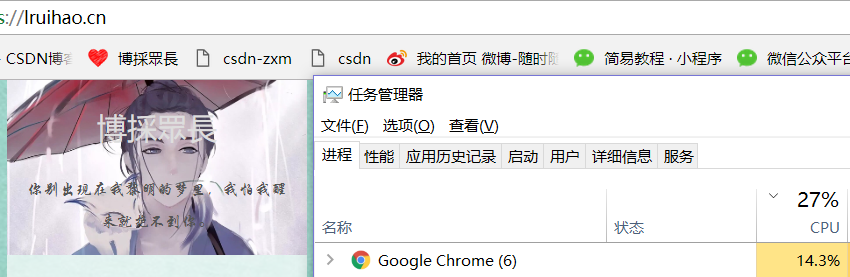 s://lruihao.cn
CSDN博客 博採眾長 csdn-zxm csdn 我的首页 微博-随时随 简易教程 · 小程序 微信公众平台
博採眾長
你别出现在我黎明的梦里，我怕我醒
来就抱不到你。
任务管理器
文件(F) 选项(O) 查看(V)
进程 性能 应用历史记录 启动 用户 详细信息 服务
27%
名称 状态 CPU
Google Chrome (6) 14.3%